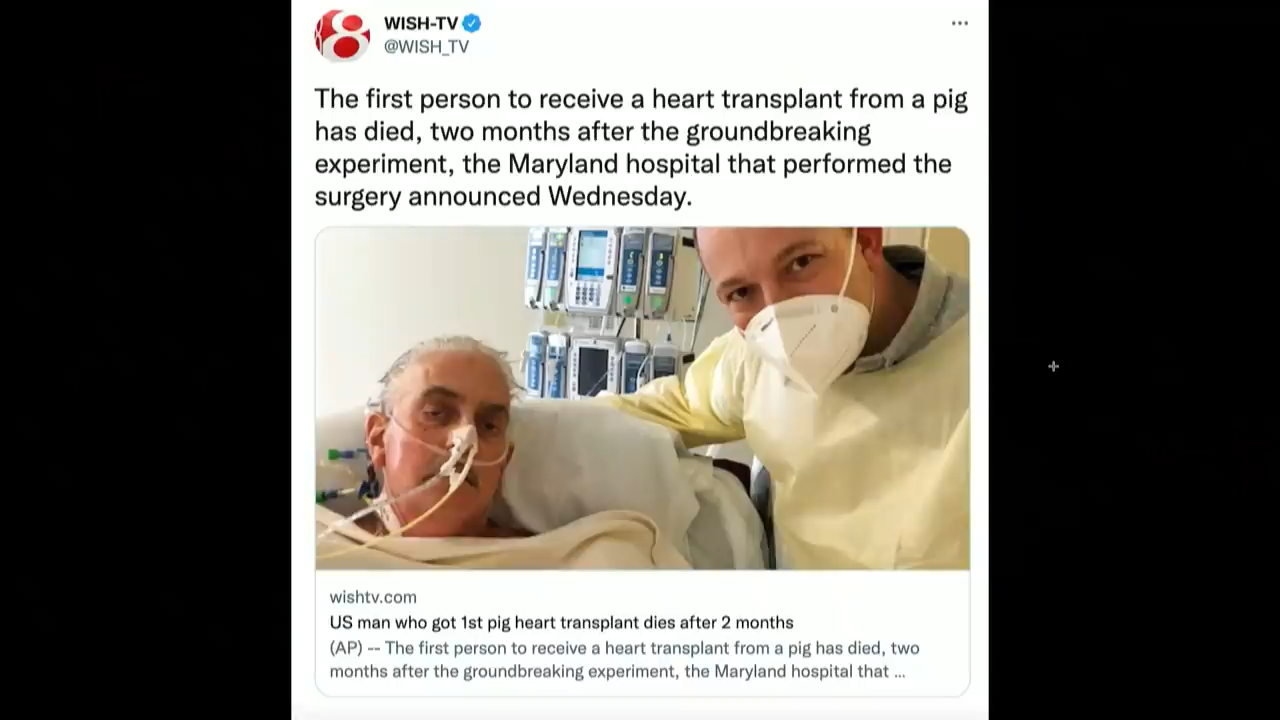 WISH-TV
@WISH_TV
The first person to receive a heart transplant from a pig
has died, two months after the groundbreaking
experiment, the Maryland hospital that performed the
surgery announced Wednesday.
wishtv.com
US man who got 1st pig heart transplant dies after 2 months
(AP) -- The first person to receive a heart transplant from a pig has died, two
months after the groundbreaking experiment, the Maryland hospital that ...